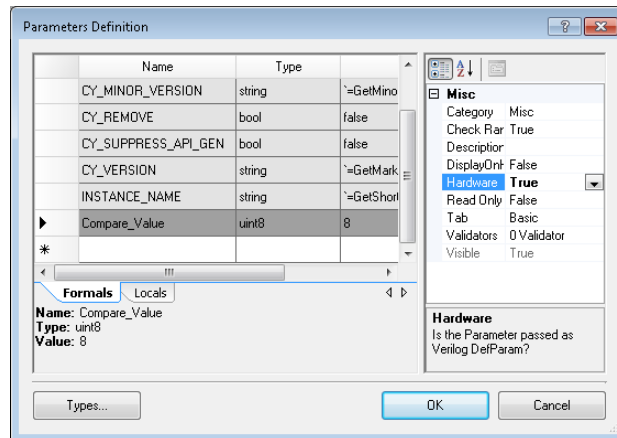 Parameters Definition
Name Type
CY_MINOR_VERSION string `=GetMino
CY_REMOVE bool false
CY_SUPPRESS_API_GEN bool false
CY_VERSION string `=GetMark
INSTANCE_NAME string `=GetShort
Compare_Value uint8 8
Formals Locals
Name: Compare_Value
Type: uint8
Value: 8
Misc
Category Misc
Check Rar True
Description
DisplayOnl False
Hardware True
Read Only False
Tab Basic
Validators 0 Validator
Visible True
Hardware
Is the Parameter passed as
Verilog DefParam?
Types... OK Cancel